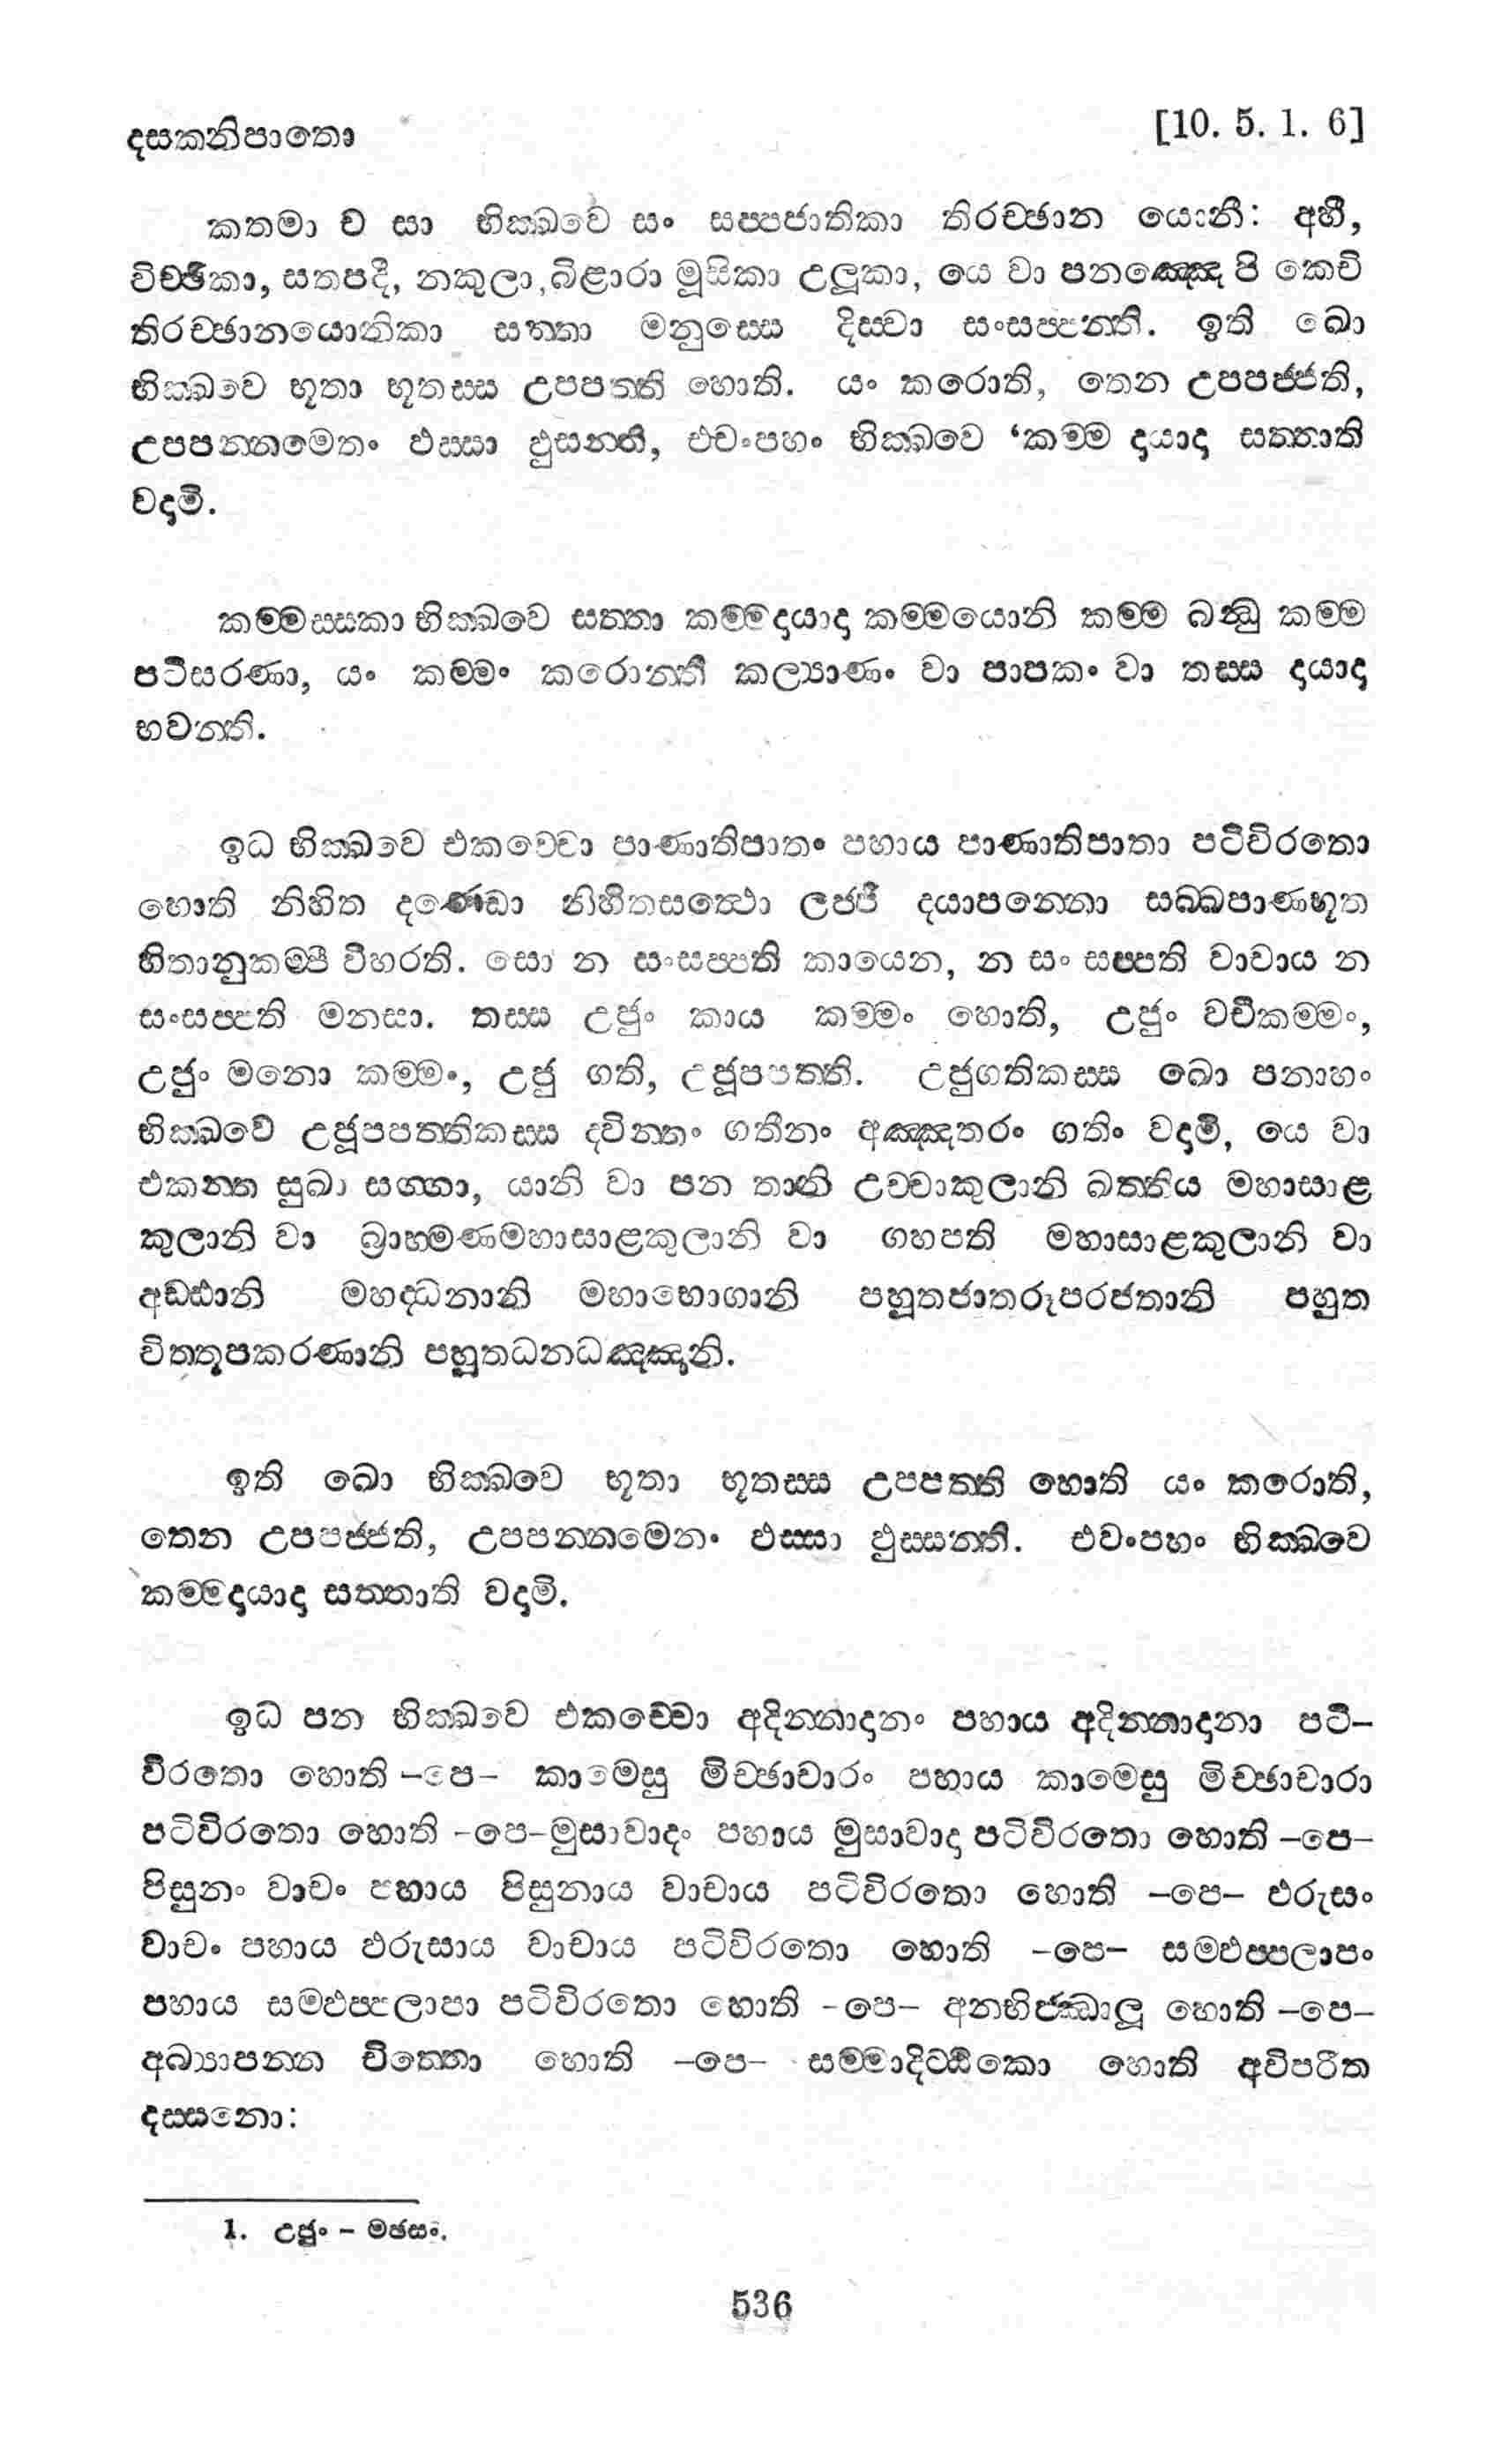 දසකනිපාතො [10. 5. 1. 6]
කතමා ච සා භික්ඛවෙ සං සප්පජාතිකා තිරච්ඡාන යොනි: අහී,
විච්ඡිකා, සතපදී, නකුලා, බිළාරා මූසිකා උලූකා, යෙ වා පනඤ්ඤෙ පි කෙචි
තිරච්ඡානයොනිකා සත්තා මනුස්සෙ දිස්වා සංසප්පන්ති. ඉති ඛො
භික්ඛවෙ භූතා භූතස්ස උපපත්ති හොති. යං කරොති, තෙන උපපජ්ජති,
උපපන්නමෙතං ඵස්සා ඵුසන්ති, එවංපහං භික්ඛවෙ ‘කම්ම දායාදා සත්තාති
වදාමි.
කම්මස්සකා භික්ඛවෙ සත්තා කම්මදායාදා කම්මයොනි කම්ම බන්ධු කම්ම
පටිසරණා, යං කම්මං කරොන්ති කල්‍යාණං වා පාපකං වා තස්ස දායාදා
භවන්ති.
ඉධ භික්ඛවෙ එකච්චො පාණාතිපාතං පහාය පාණාතිපාතා පටිවිරතො
හොති නිහිත දණ්ඩො නිහිතසත්ථො ලජ්ජී දයාපන්නො සබ්බපාණභූත
හිතානුකම්පී විහරති. සො න සංසප්පති කායෙන, න සං සප්පති වාචාය න
සංසප්පති මනසා. තස්ස උජුං කාය කම්මං හොති, උජුං වචීකම්මං,
උජුං මනො කම්මං, උජු ගති, උජූපපත්ති. උජුගතිකස්ස ඛො පනාහං
භික්ඛවෙ උජූපපත්තිකස්ස ද්වින්නං ගතීනං අඤ්ඤතරං ගතිං වදාමි, යෙ වා
එකන්ත සුඛා සග්ගා, යානි වා පන තානි උච්චාකුලානි ඛත්තිය මහාසාළ
කුලානි වා බ්‍රාහ්මණමහාසාළකුලානි වා ගහපති මහාසාළකුලානි වා
අඩ්ඪානි මහද්ධනානි මහාභොගානි පහූතජාතරූපරජතානි පහුත
විත්තූපකරණානි පහූතධනධඤ්ඤානි.
ඉති ඛො භික්ඛවෙ භූතා භූතස්ස උපපත්ති හොති යං කරොති,
තෙන උපපජ්ජති, උපපන්නමෙනං ඵස්සා ඵුස්සන්ති. එවංපහං භික්ඛවෙ
‘කම්මදායාදා සත්තාති වදාමි.
ඉධ පන භික්ඛවෙ එකච්චො අදින්නාදානං පහාය අදින්නාදානා පටි–
විරතො හොති –පෙ– කාමෙසු මිච්ඡාචාරං පහාය කාමෙසු මිච්ඡාචාරා
පටිවිරතො හොති –පෙ–මුසාවාදං පහාය මුසාවාදා පටිවිරතො හොති –පෙ–
පිසුනං වාචං පහාය පිසුනාය වාචාය පටිවිරතො හොති –පෙ– ඵරුසං
වාචං පහාය ඵරුසාය වාචාය පටිවිරතො හොති –පෙ– සම්ඵප්පලාපං
පහාය සම්ඵප්පලාපා පටිවිරතො හොති –පෙ– අනභිජ්ඣාලූ හොති –පෙ–
අබ්‍යාපන්න චිත්තො හොති –පෙ– සම්මාදිට්ඨිකො හොති අවිපරීත
දස්සනො:
1. උජුං – මඡසං.
536